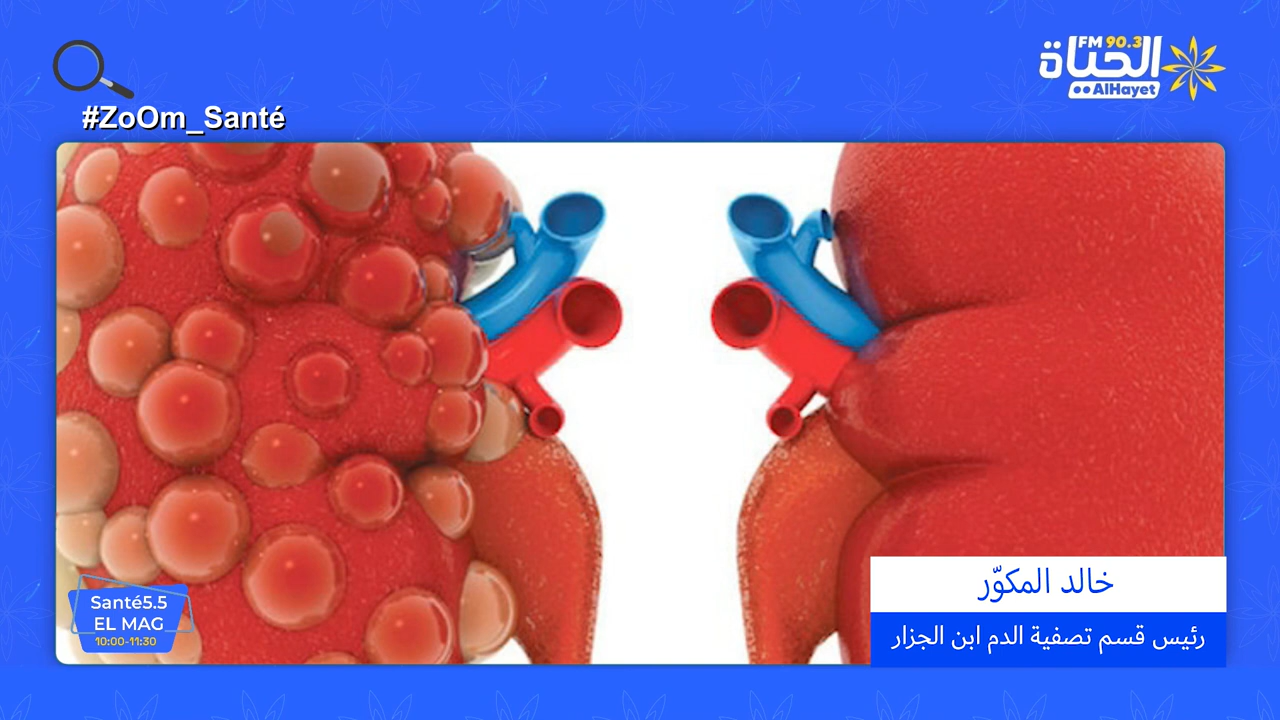 #ZoOm_Santé
FM 90.3
الحياة
AlHayet
خالد المكوّر
رئيس قسم تصفية الدم ابن الجزار
Santé5.5
EL MAG
10:00-11:30